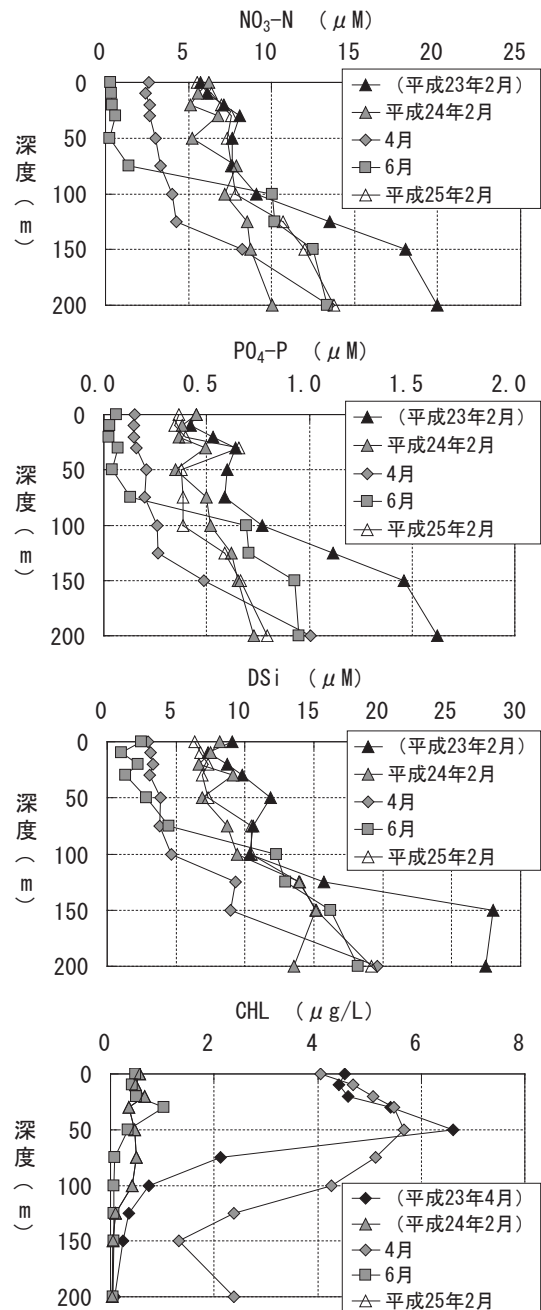 NO₃-N （μM）
0 5 10 15 20 25
0
50
100
150
200
深度（m）
（平成23年2月）
平成24年2月
4月
6月
平成25年2月
PO₄-P （μM）
0.0 0.5 1.0 1.5 2.0
0
50
100
150
200
深度（m）
（平成23年2月）
平成24年2月
4月
6月
平成25年2月
DSi （μM）
0 5 10 15 20 25 30
0
50
100
150
200
深度（m）
（平成23年2月）
平成24年2月
4月
6月
平成25年2月
CHL （μg/L）
0 2 4 6 8
0
50
100
150
200
深度（m）
（平成23年4月）
（平成24年2月）
4月
6月
平成25年2月